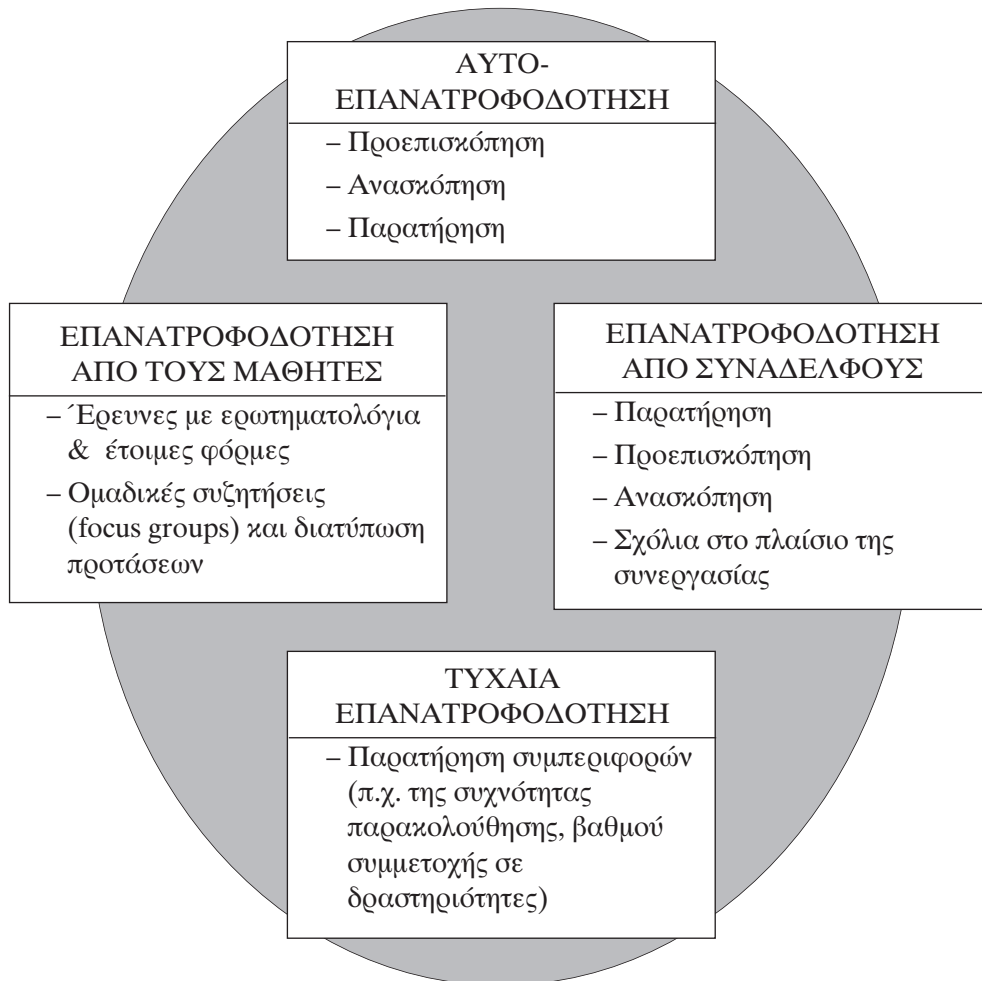 ΑΥΤΟ-
ΕΠΑΝΑΤΡΟΦΟΔΟΤΗΣΗ
– Προεπισκόπηση
– Ανασκόπηση
– Παρατήρηση
ΕΠΑΝΑΤΡΟΦΟΔΟΤΗΣΗ
ΑΠΟ ΤΟΥΣ ΜΑΘΗΤΕΣ
– Έρευνες με ερωτηματολόγια
& έτοιμες φόρμες
– Ομαδικές συζητήσεις
(focus groups) και διατύπωση
προτάσεων
ΕΠΑΝΑΤΡΟΦΟΔΟΤΗΣΗ
ΑΠΟ ΣΥΝΑΔΕΛΦΟΥΣ
– Παρατήρηση
– Προεπισκόπηση
– Ανασκόπηση
– Σχόλια στο πλαίσιο της
συνεργασίας
ΤΥΧΑΙΑ
ΕΠΑΝΑΤΡΟΦΟΔΟΤΗΣΗ
– Παρατήρηση συμπεριφορών
(π.χ. της συχνότητας
παρακολούθησης, βαθμού
συμμετοχής σε
δραστηριότητες)